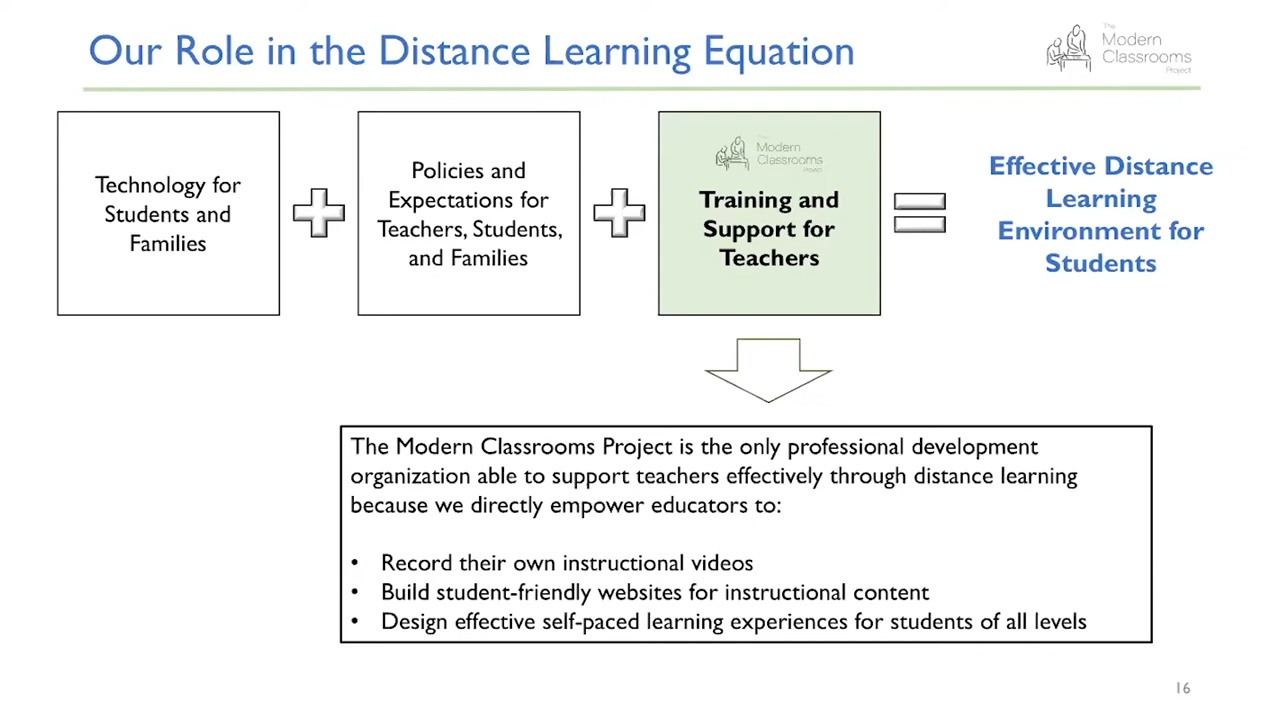 Our Role in the Distance Learning Equation
The
Modern
Classrooms
Project
Technology for
Students and
Families
Policies and
Expectations for
Teachers, Students,
and Families
The
Modern
Classrooms
Project
Training and
Support for
Teachers
Effective Distance
Learning
Environment for
Students
The Modern Classrooms Project is the only professional development
organization able to support teachers effectively through distance learning
because we directly empower educators to:
• Record their own instructional videos
• Build student-friendly websites for instructional content
• Design effective self-paced learning experiences for students of all levels
16